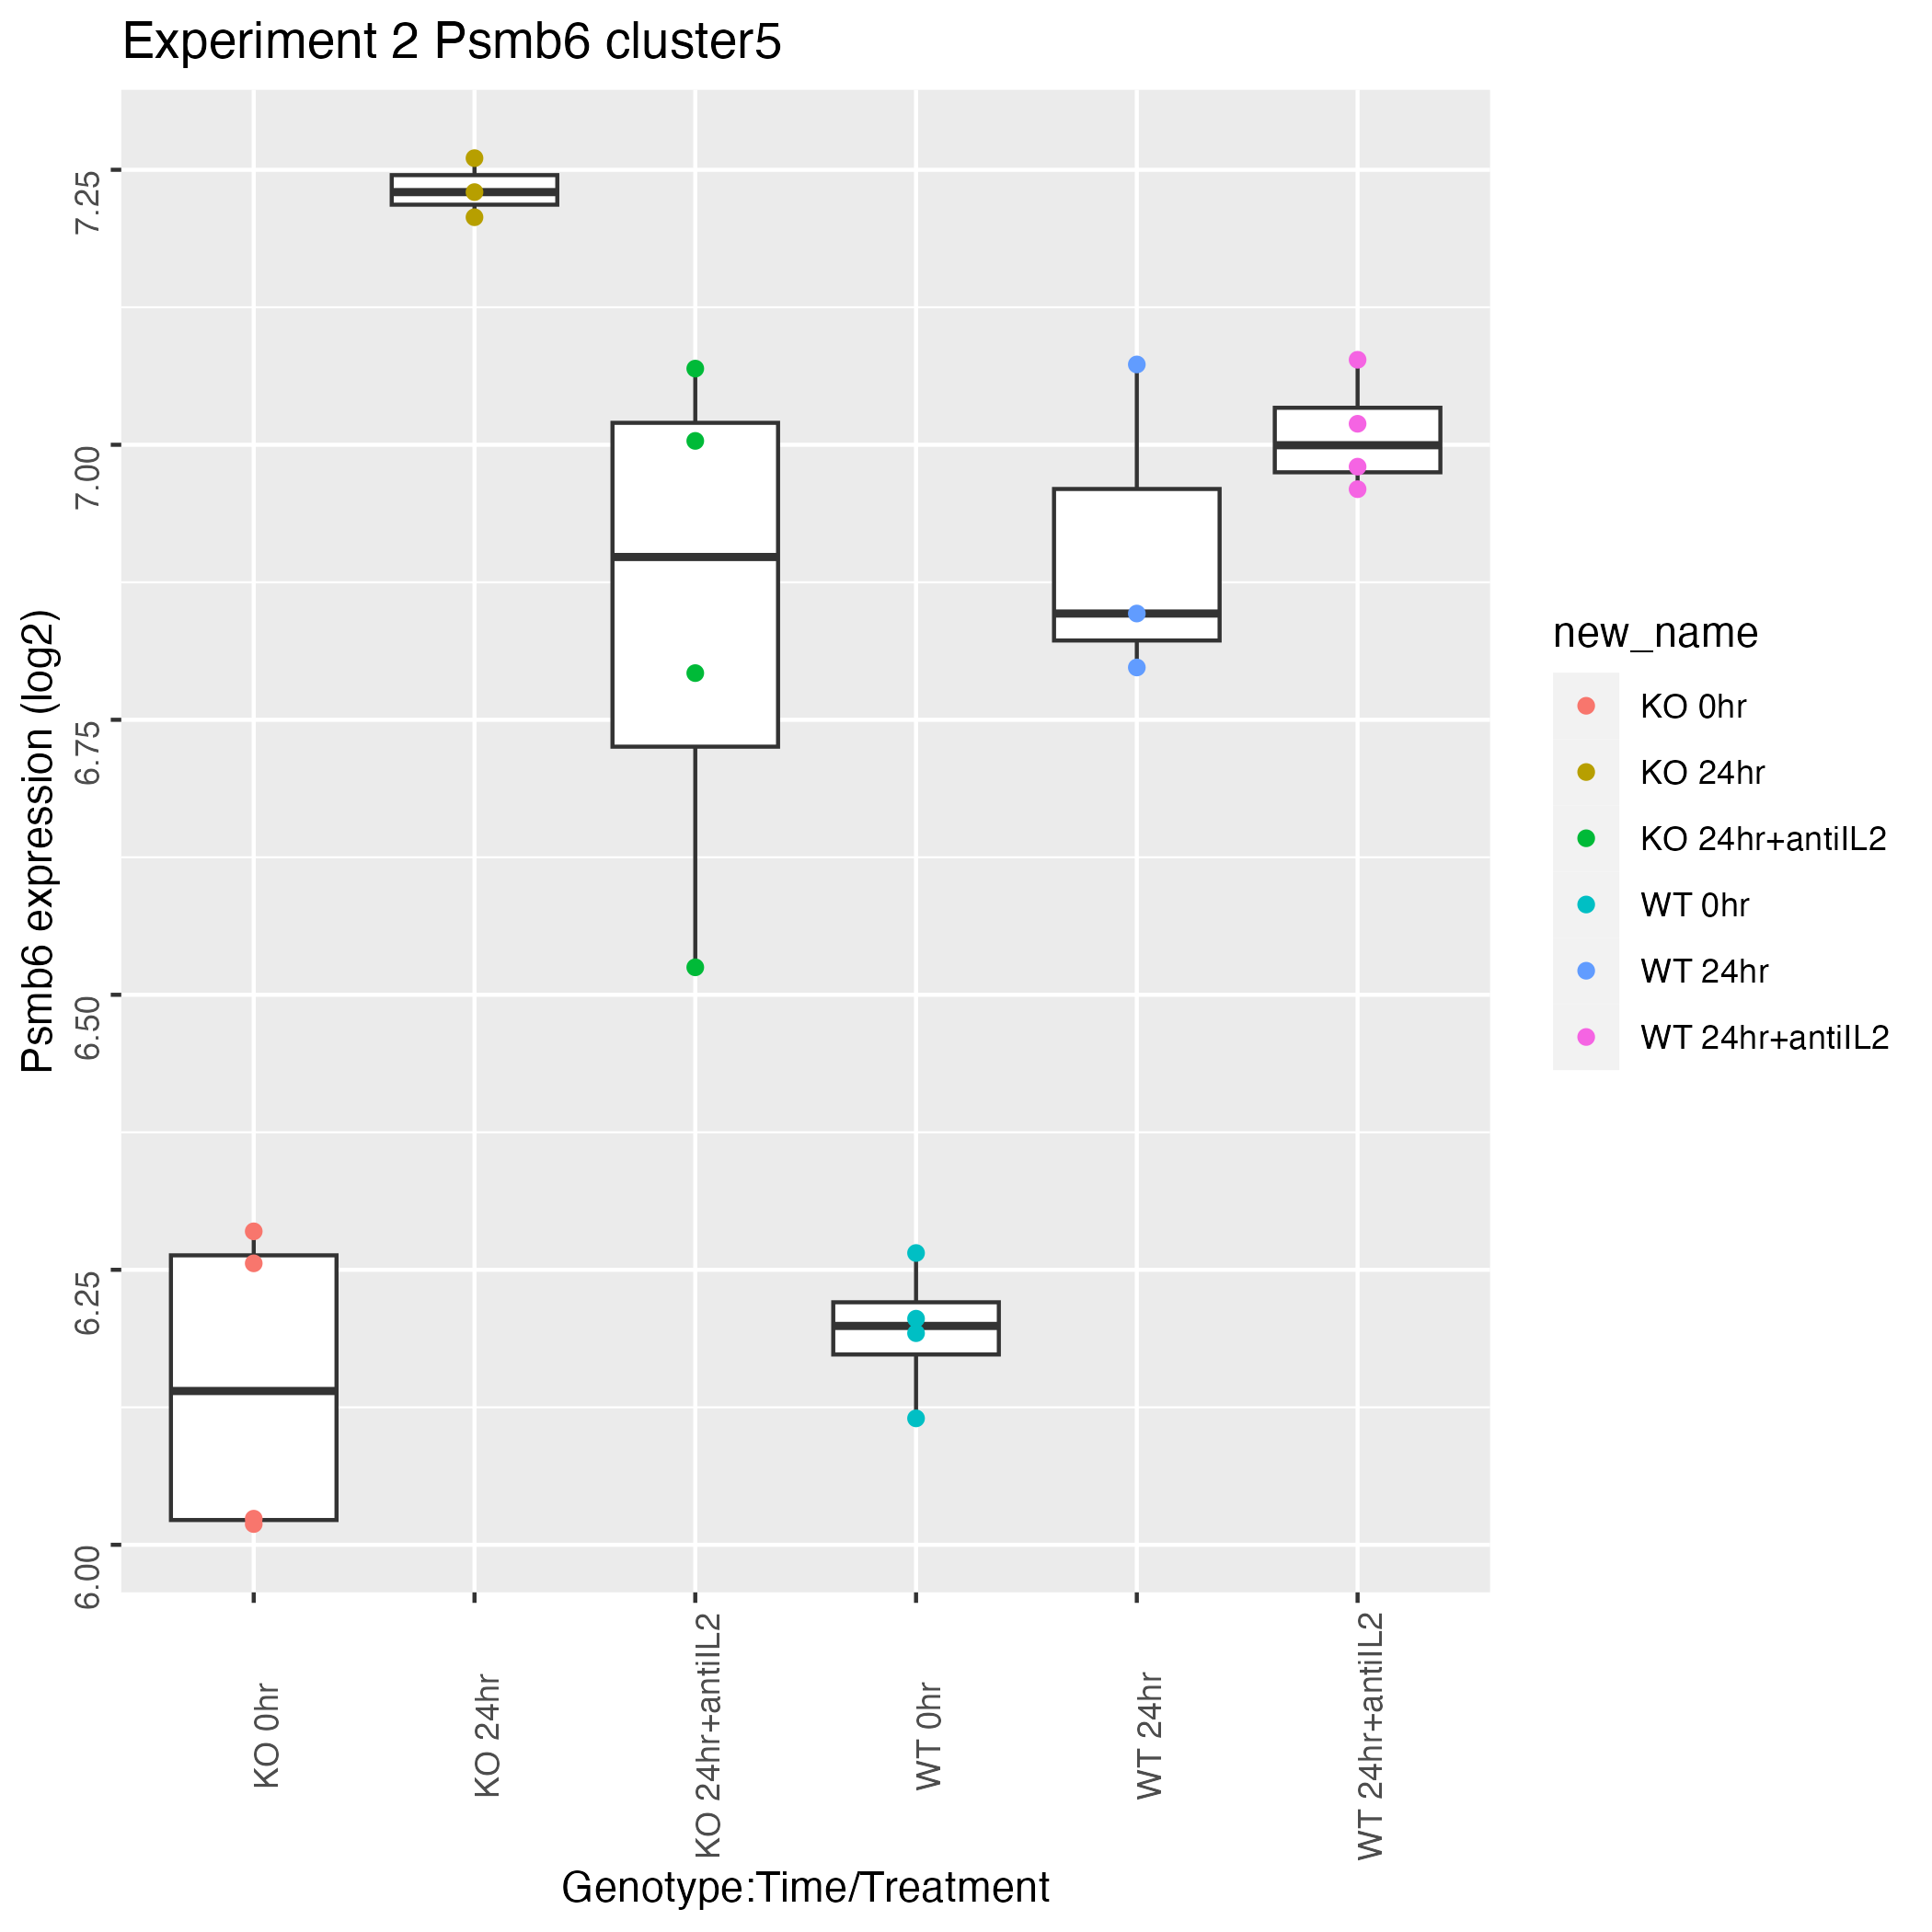 Experiment 2 Psmb6 cluster5
Psmb6 expression (log2)
7.25
7.00
6.75
6.50
6.25
6.00
KO 0hr
KO 24hr
KO 24hr+antiIL2
WT 0hr
WT 24hr
WT 24hr+antiIL2
Genotype:Time/Treatment
new_name
KO 0hr
KO 24hr
KO 24hr+antiIL2
WT 0hr
WT 24hr
WT 24hr+antiIL2